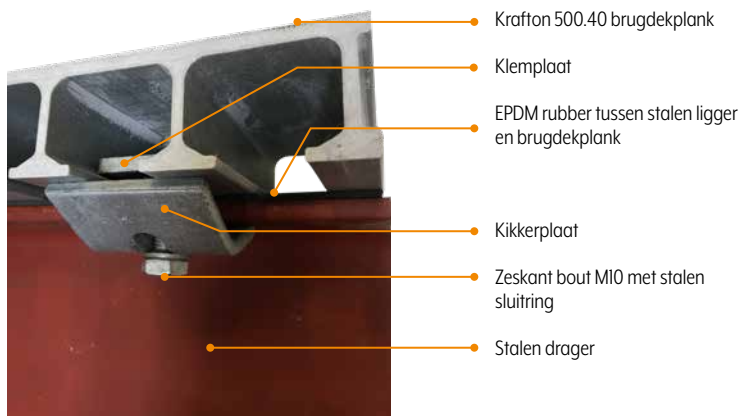 Krafton 500.40 brugdekplank
Klemplaat
EPDM rubber tussen stalen ligger
en brugdekplank
Kikkerplaat
Zeskant bout M10 met stalen
sluitring
Stalen drager